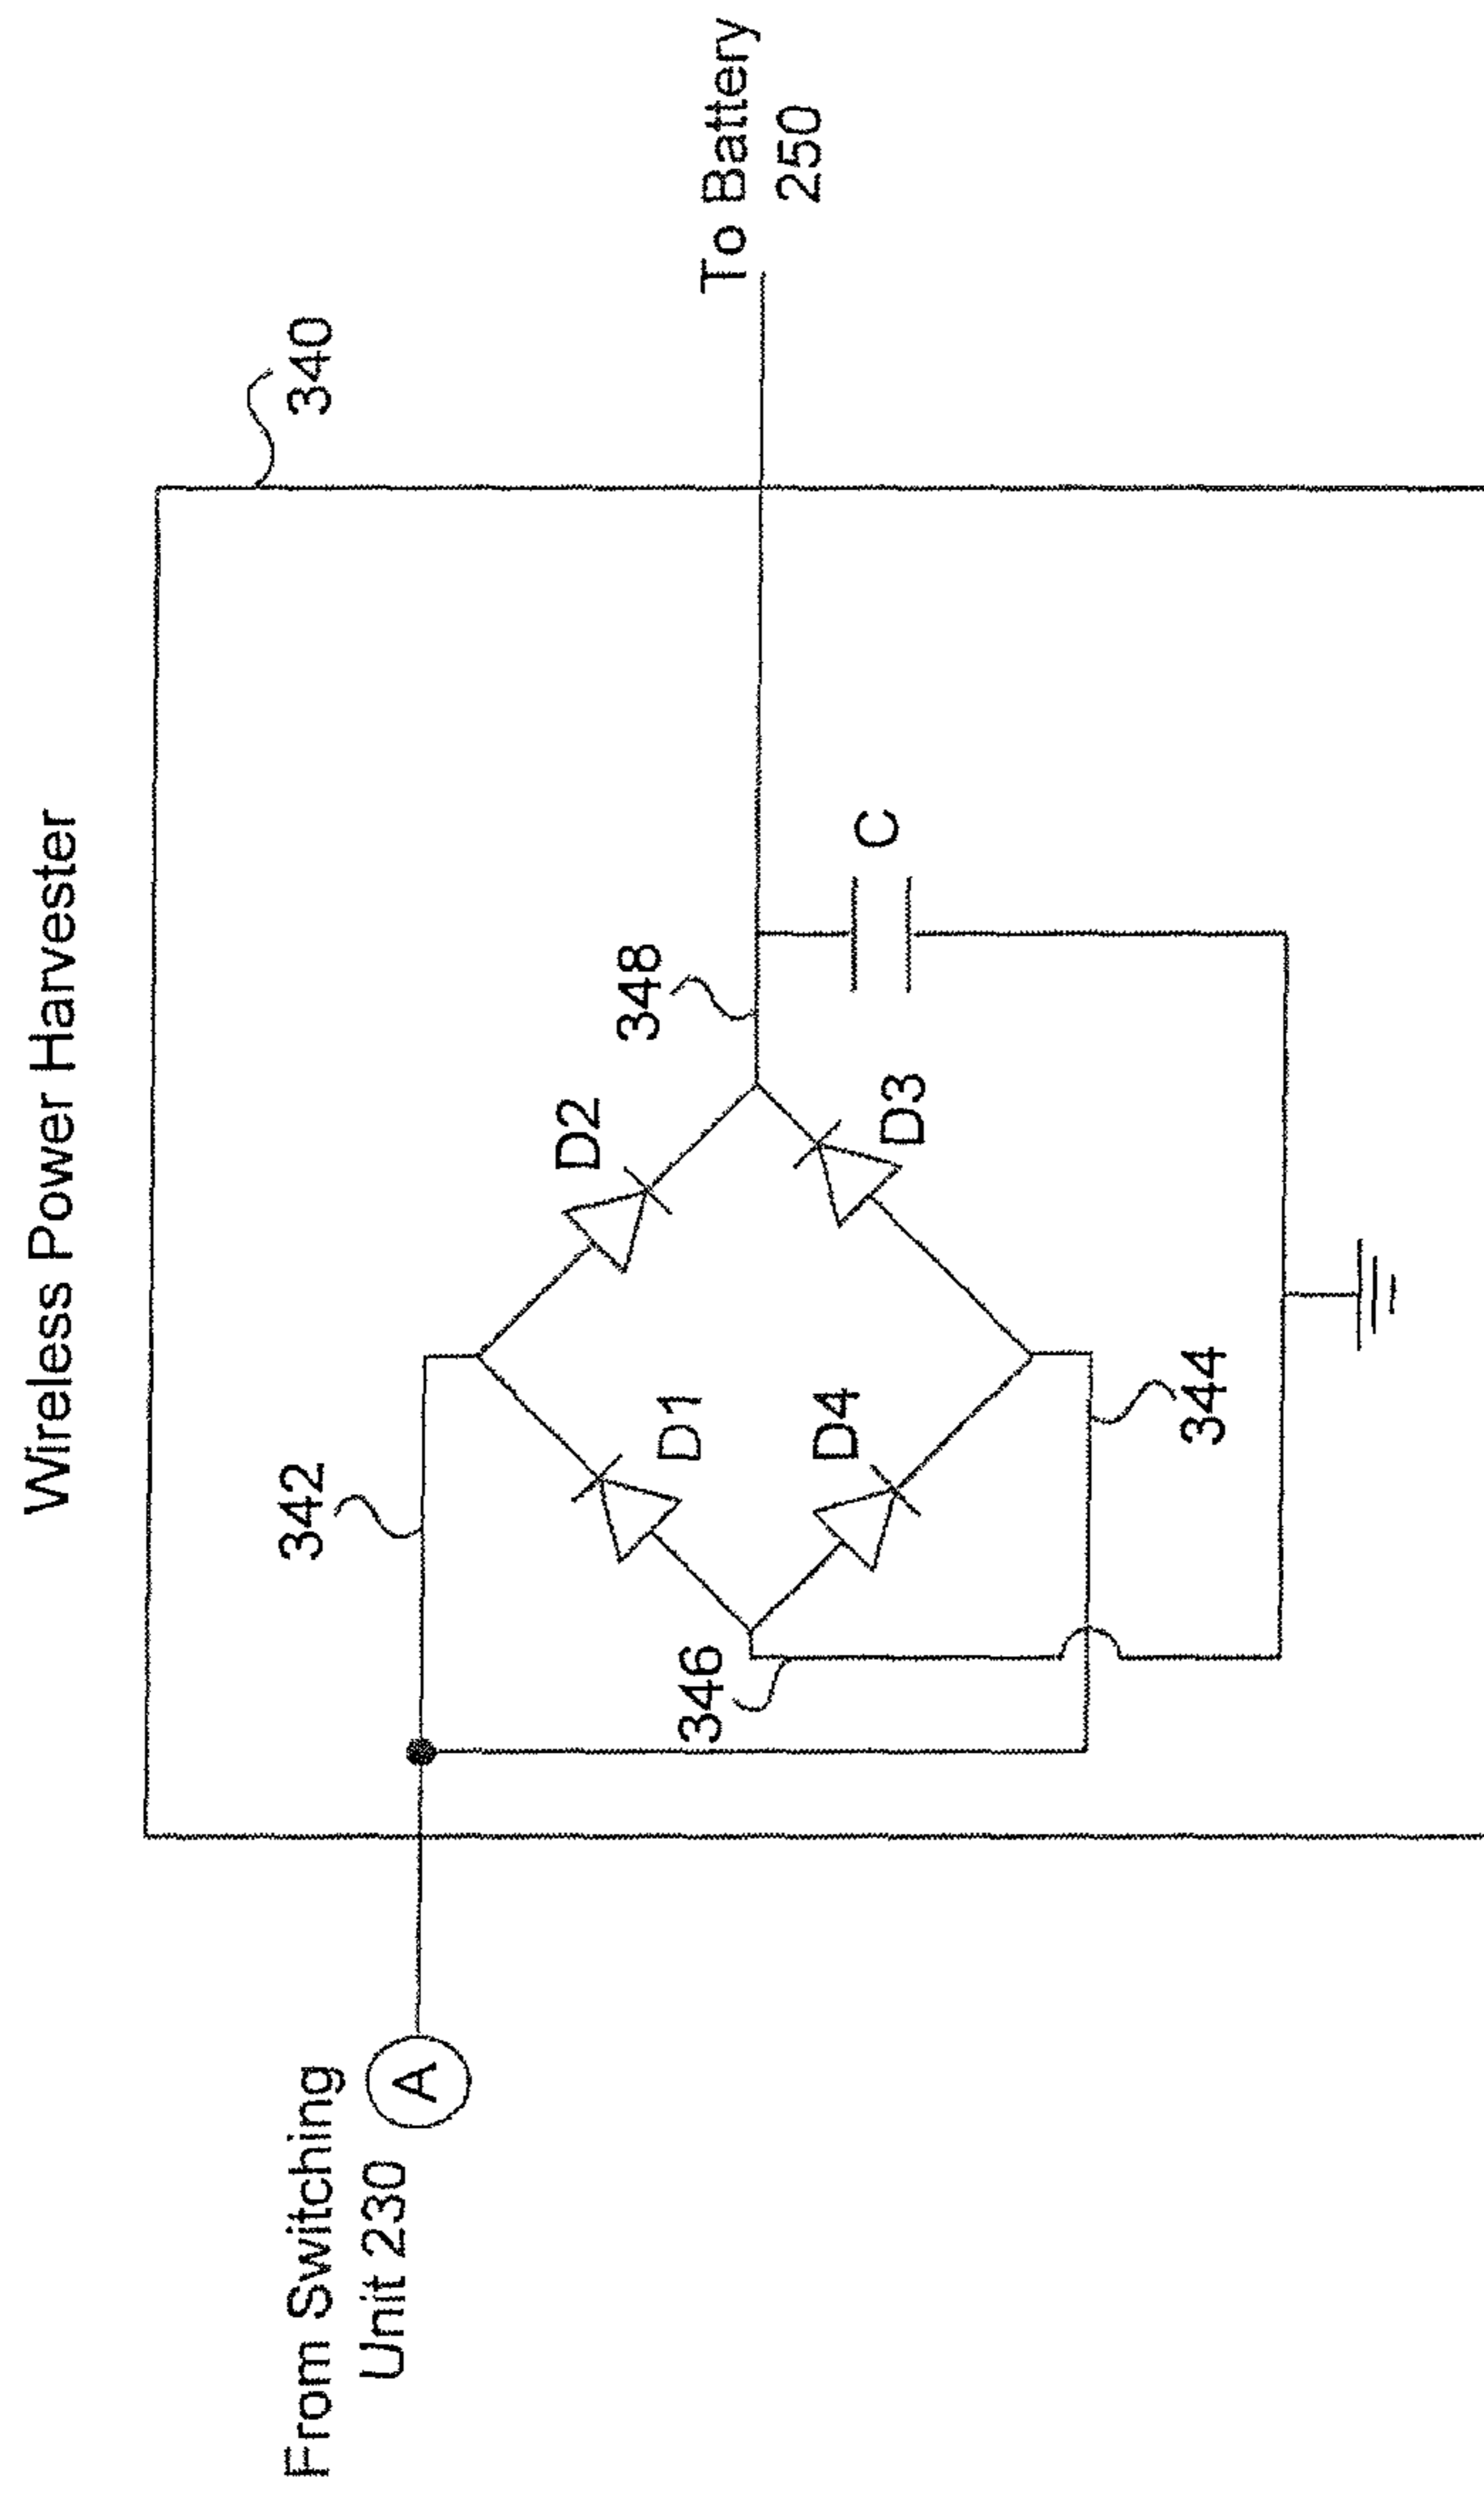 Wireless Power Harvester
340
From Switching
Unit 230
A
342
D1
D2
348
To Battery
250
346
D4
D3
C
344